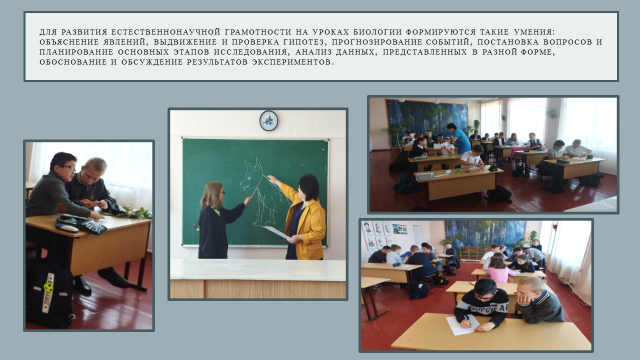 ДЛЯ РАЗВИТИЯ ЕСТЕСТВЕННОНАУЧНОЙ ГРАМОТНОСТИ НА УРОКАХ БИОЛОГИИ ФОРМИРУЮТСЯ ТАКИЕ УМЕНИЯ:
ОБЪЯСНЕНИЕ ЯВЛЕНИЙ, ВЫДВИЖЕНИЕ И ПРОВЕРКА ГИПОТЕЗ, ПРОГНОЗИРОВАНИЕ СОБЫТИЙ, ПОСТАНОВКА ВОПРОСОВ И
ПЛАНИРОВАНИЕ ОСНОВНЫХ ЭТАПОВ ИССЛЕДОВАНИЯ, АНАЛИЗ ДАННЫХ, ПРЕДСТАВЛЕННЫХ В РАЗНОЙ ФОРМЕ,
ОБОСНОВАНИЕ И ОБСУЖДЕНИЕ РЕЗУЛЬТАТОВ ЭКСПЕРИМЕНТОВ.